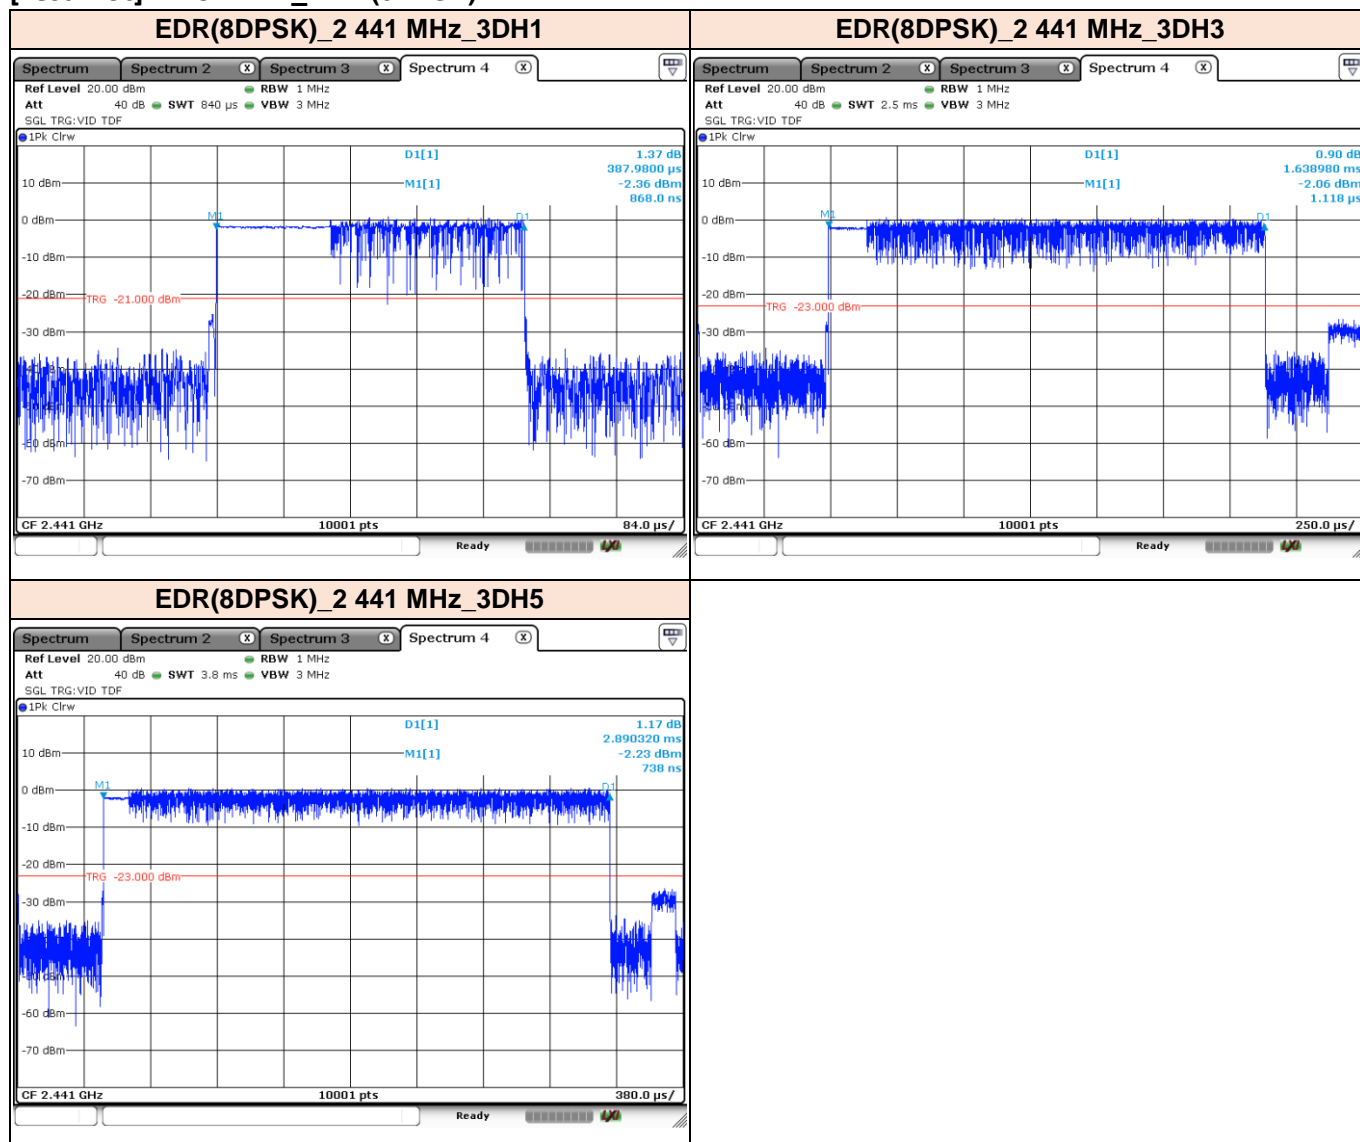 EDR(8DPSK)_2 441 MHz_3DH1
Spectrum Spectrum 2 Spectrum 3 Spectrum 4
Ref Level 20.00 dBm RBW 1 MHz
Att 40 dB SWT 840 µs VBW 3 MHz
SGL TRG:VID TDF
1Pk Clrw
D1[1] 1.37 dB
387.9800 µs
M1[1] -2.36 dBm
868.0 ns
10 dBm
M1
D1
0 dBm
-10 dBm
-20 dBm
TRG -21.000 dBm
-30 dBm
-70 dBm
CF 2.441 GHz 10001 pts 84.0 µs/
Ready LXI
EDR(8DPSK)_2 441 MHz_3DH3
Spectrum Spectrum 2 Spectrum 3 Spectrum 4
Ref Level 20.00 dBm RBW 1 MHz
Att 40 dB SWT 2.5 ms VBW 3 MHz
SGL TRG:VID TDF
1Pk Clrw
D1[1] 0.90 dB
1.638980 ms
M1[1] -2.06 dBm
1.118 µs
10 dBm
M1
D1
0 dBm
-10 dBm
-20 dBm
TRG -23.000 dBm
-30 dBm
-60 dBm
-70 dBm
CF 2.441 GHz 10001 pts 250.0 µs/
Ready LXI
EDR(8DPSK)_2 441 MHz_3DH5
Spectrum Spectrum 2 Spectrum 3 Spectrum 4
Ref Level 20.00 dBm RBW 1 MHz
Att 40 dB SWT 3.8 ms VBW 3 MHz
SGL TRG:VID TDF
1Pk Clrw
D1[1] 1.17 dB
2.890320 ms
M1[1] -2.23 dBm
738 ns
10 dBm
M1
D1
0 dBm
-10 dBm
-20 dBm
TRG -23.000 dBm
-30 dBm
-60 dBm
-70 dBm
CF 2.441 GHz 10001 pts 380.0 µs/
Ready LXI